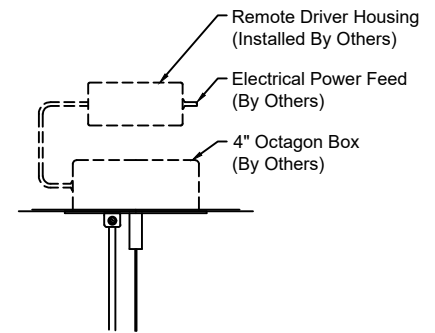 Remote Driver Housing
(Installed By Others)
Electrical Power Feed
(By Others)
4" Octagon Box
(By Others)